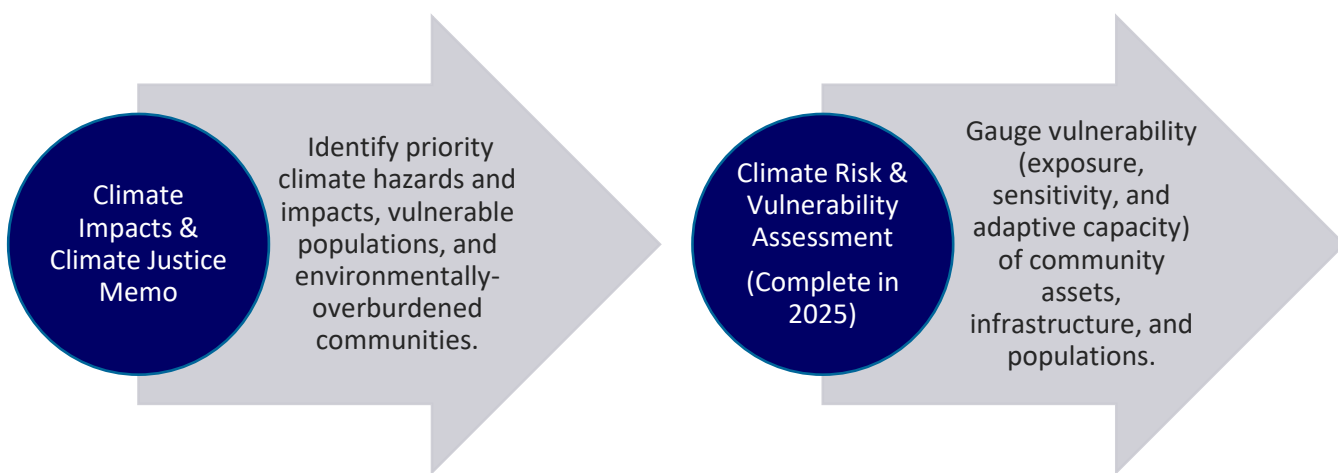 Climate
Impacts &
Climate Justice
Memo
Identify priority
climate hazards and
impacts, vulnerable
populations, and
environmentally-
overburdened
communities.
Climate Risk &
Vulnerability
Assessment
(Complete in
2025)
Gauge vulnerability
(exposure,
sensitivity, and
adaptive capacity)
of community
assets,
infrastructure, and
populations.